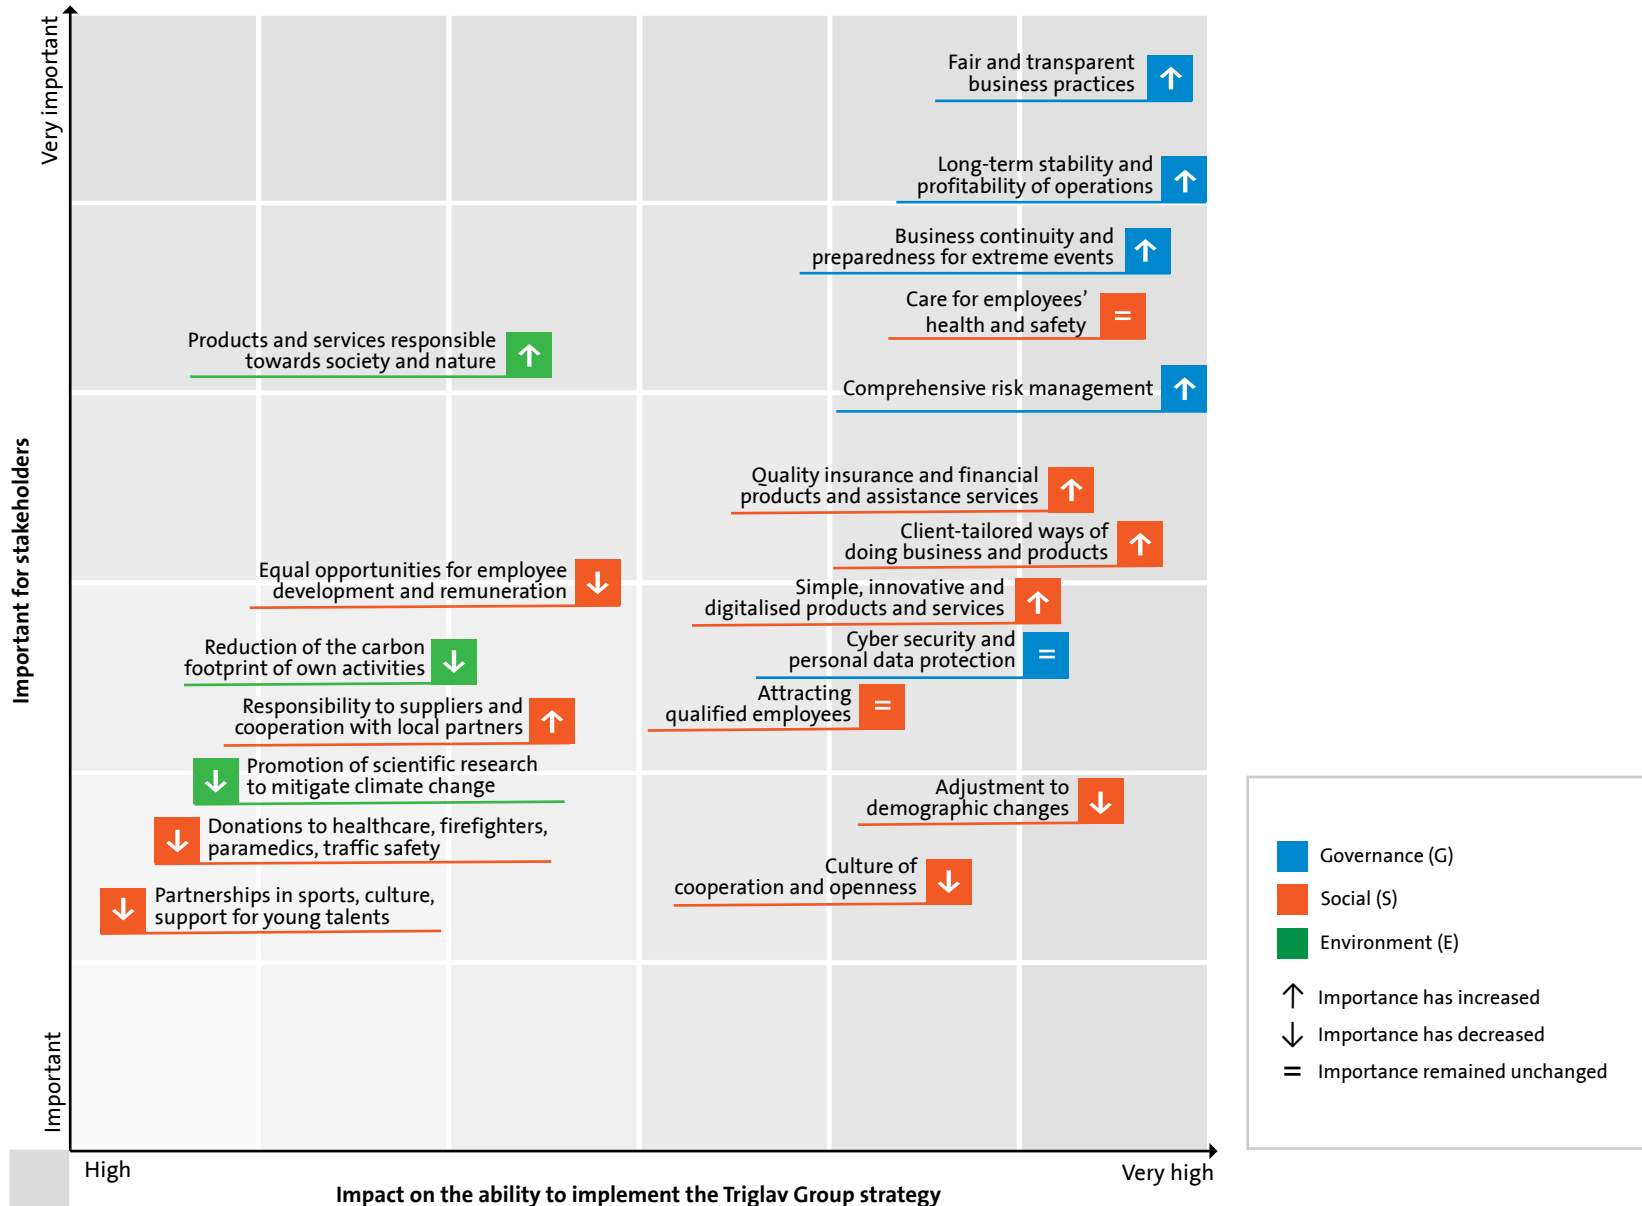 Very important
Fair and transparent
business practices
Long-term stability and
profitability of operations
Business continuity and
preparedness for extreme events
Care for employees’
health and safety
=
Products and services responsible
towards society and nature
Comprehensive risk management
Important for stakeholders
Quality insurance and financial
products and assistance services
Client-tailored ways of
doing business and products
Equal opportunities for employee
development and remuneration
Simple, innovative and
digitalised products and services
Reduction of the carbon
footprint of own activities
Cyber security and
personal data protection
=
Attracting
qualified employees
=
Responsibility to suppliers and
cooperation with local partners
Promotion of scientific research
to mitigate climate change
Adjustment to
demographic changes
Donations to healthcare, firefighters,
paramedics, traffic safety
Culture of
cooperation and openness
Partnerships in sports, culture,
support for young talents
Important
High
Very high
Impact on the ability to implement the Triglav Group strategy
Governance (G)
Social (S)
Environment (E)
↑ Importance has increased
↓ Importance has decreased
= Importance remained unchanged